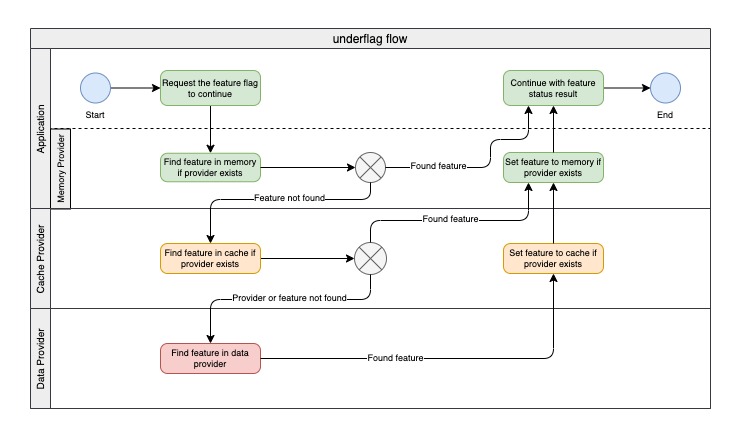 underflag flow
Application
Start
Request the feature flag
to continue
Continue with feature
status result
End
Memory Provider
Find feature in memory
if provider exists
Found feature
Set feature to memory if
provider exists
Feature not found
Cache Provider
Found feature
Find feature in cache if
provider exists
Set feature to cache if
provider exists
Provider or feature not found
Data Provider
Find feature in data
provider
Found feature